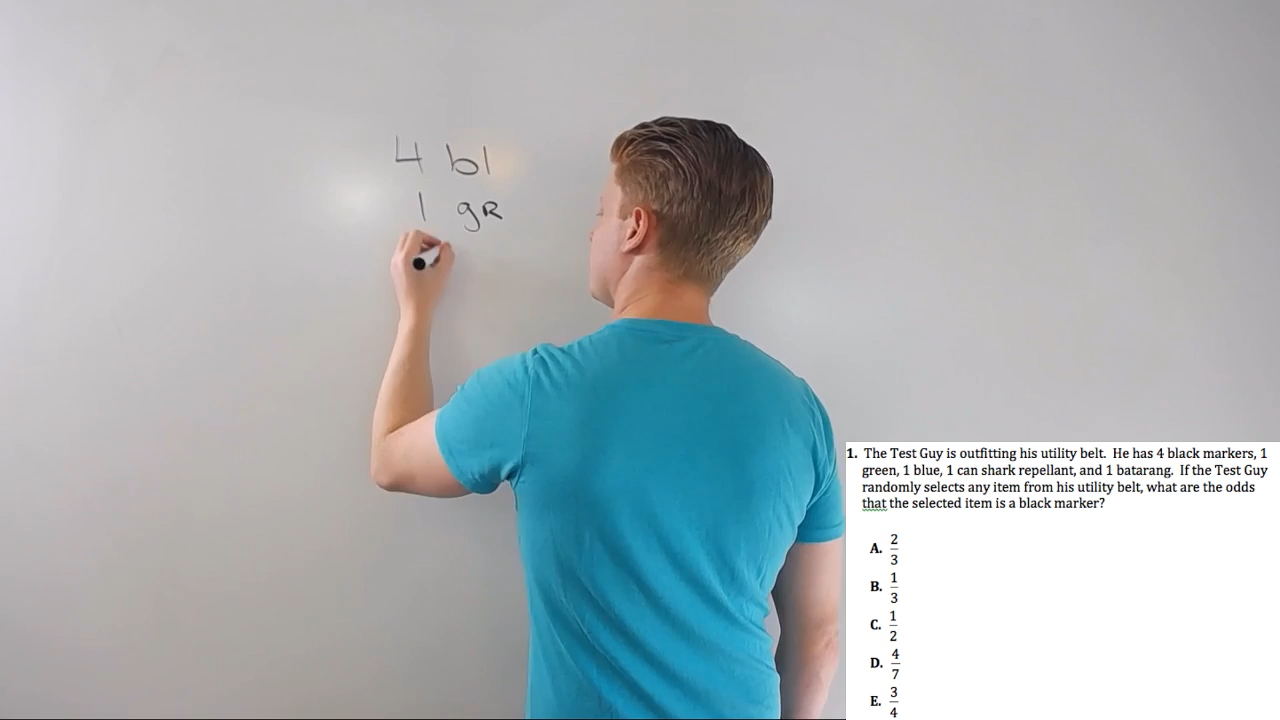 4 bl
1 gR
1. The Test Guy is outfitting his utility belt. He has 4 black markers, 1
green, 1 blue, 1 can shark repellant, and 1 batarang. If the Test Guy
randomly selects any item from his utility belt, what are the odds
that the selected item is a black marker?
A. 2/3
B. 1/3
C. 1/2
D. 4/7
E. 3/4